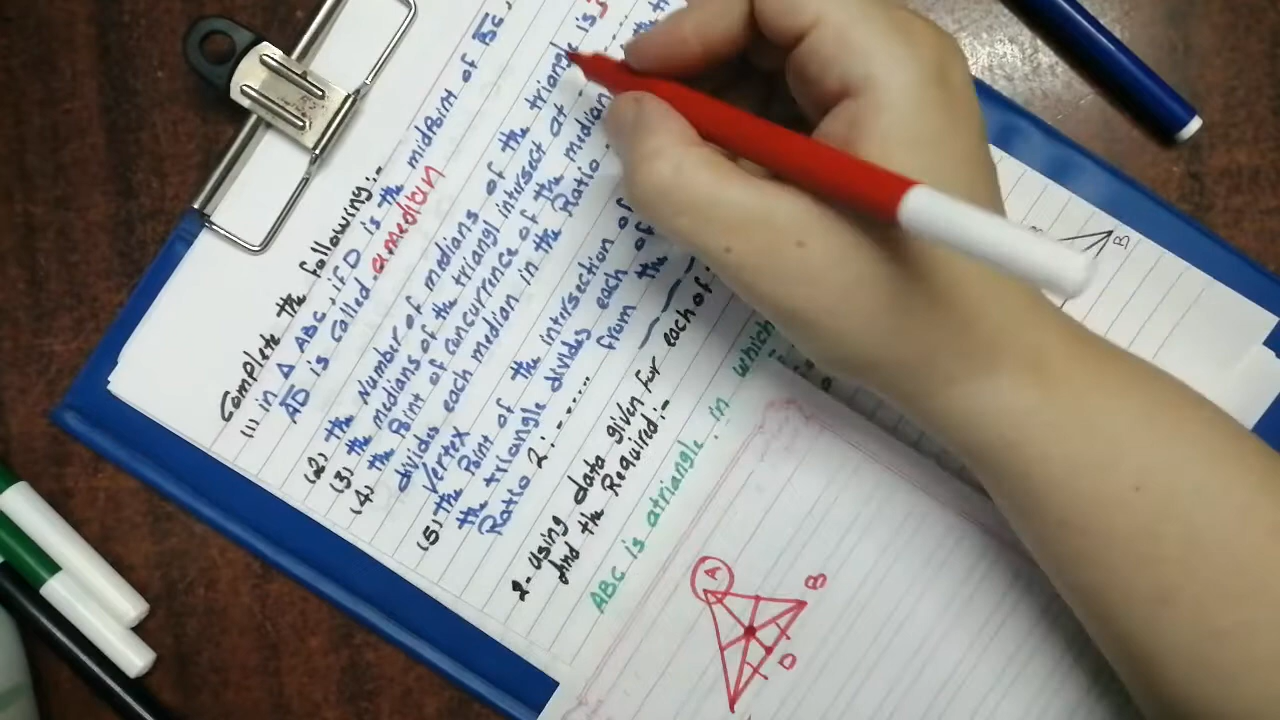 Complete the following:-
(1) in Δ ABC, if D is the midPoint of BC,
AD is called a median
(2) the Number of medians of the triangle is 3
(3) the medians of the triangl intersect at
(4) the Point of concurrence of the median
divides each median in the Ratio
Vertex
(5) the Point of the intersection of
the triangle divides each of
Ratio 2: ...... from the
2- using data given for each of
And the Required:-
ABC is atriangle in which
A
B
D
B